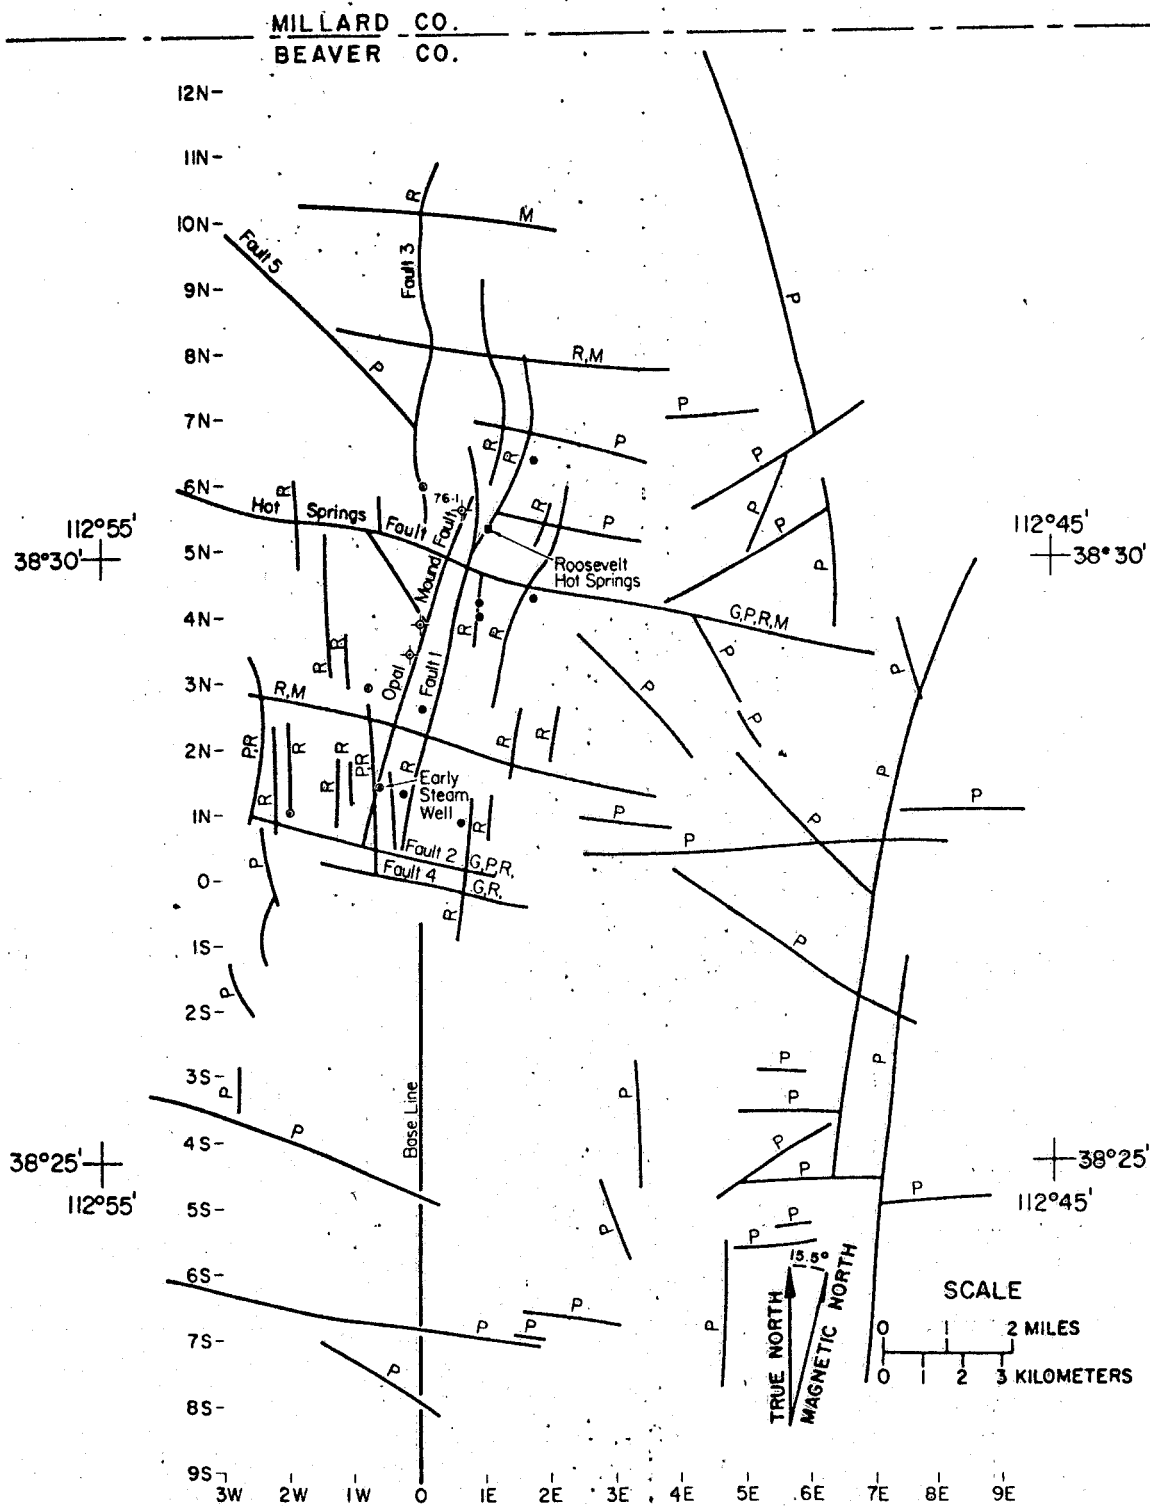 MILLARD CO.
BEAVER CO.
12N
11N
R
10N
M
Fault 5
Fault 3
9N
P
8N
R,M
P
7N
P
P
R
R
P
6N
R
76-1
Hot Springs Fault
R
P
P
P
112°55'
112°45'
5N
38°30'
38°30'
Roosevelt
Hot Springs
P
Opal Mound Fault
4N
G,P,R,M
R
R
R
R
Fault 1
P
P
3N
R,M
P
P
2N
P,R
R
R
P,R
R
R
R
P
Early
Steam
Well
R
R
1N
R
P
P
P
P
Fault 2
G,P,R,
P
Fault 4
G,R,
0
R
P
1S
P
2S
P
P
3S
P
P
P
Base Line
P
4S
P
P
38°25'
38°25'
P
112°55'
112°45'
5S
P
P
P
P
15.5°
6S
SCALE
P
P
P
P
7S
0 1 2 MILES
TRUE NORTH
MAGNETIC NORTH
P
0 1 2 3 KILOMETERS
8S
9S
3W 2W 1W 0 1E 2E 3E 4E 5E 6E 7E 8E 9E